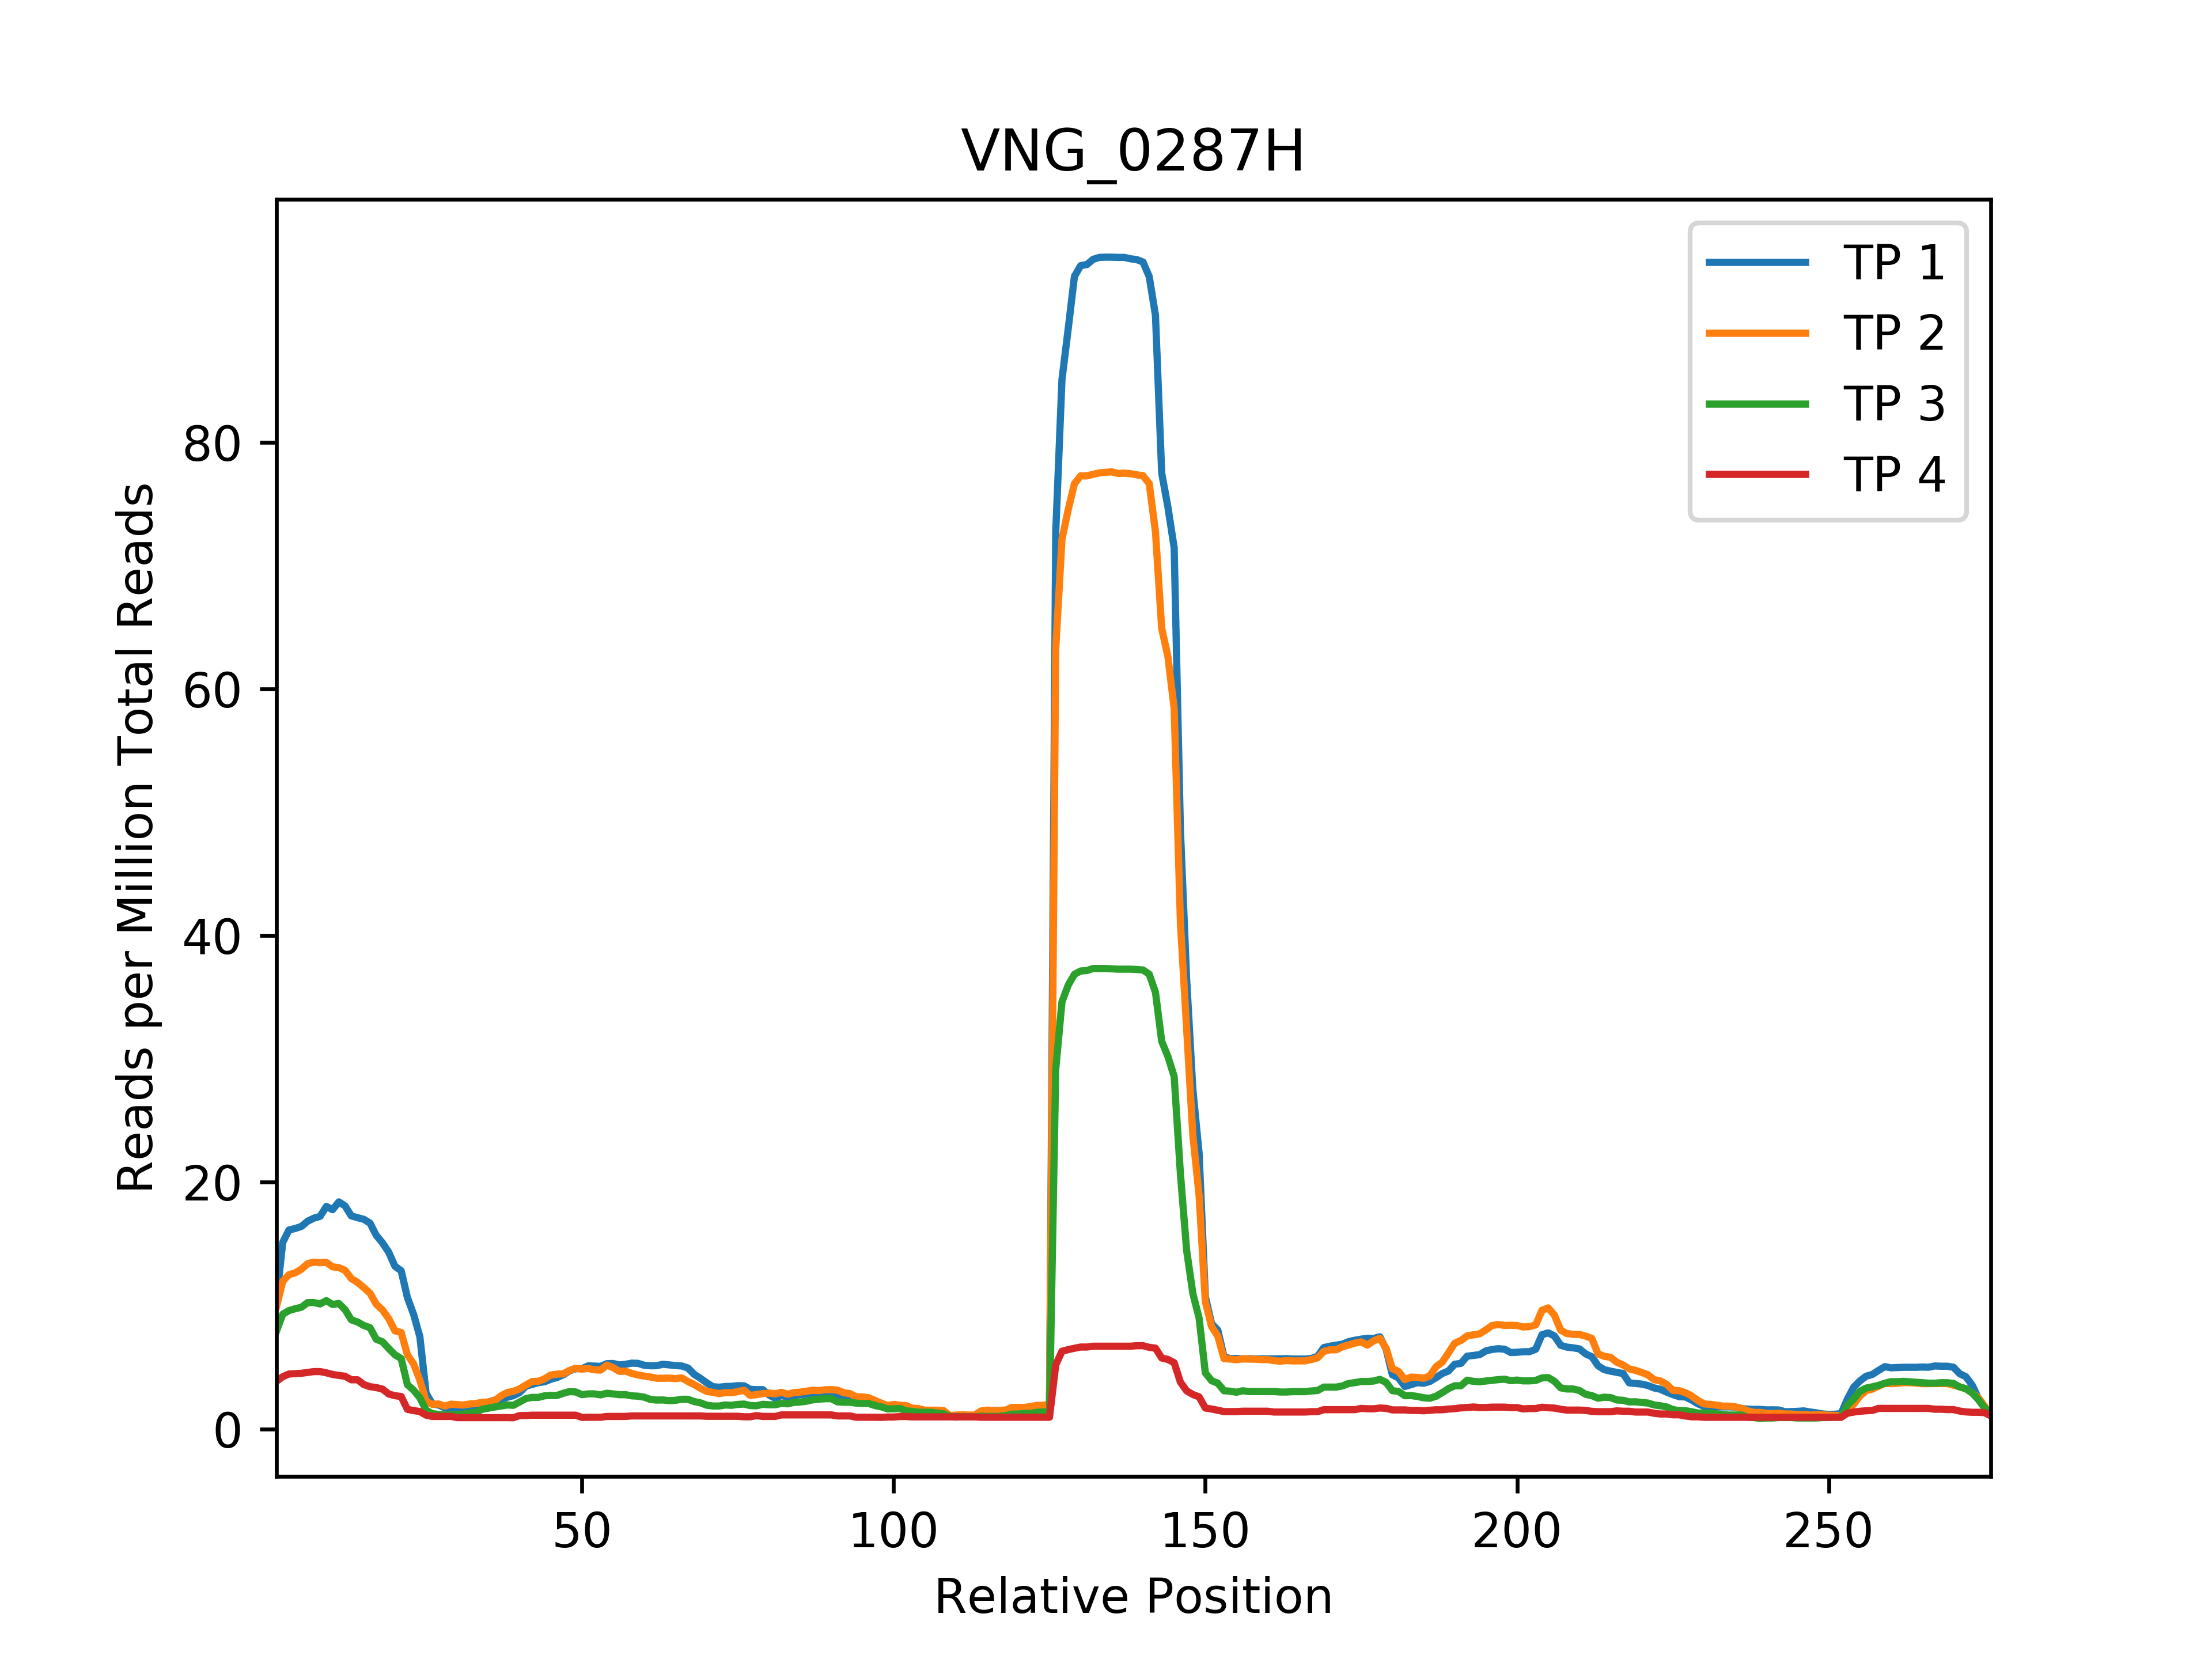 VNG_0287H
TP 1
TP 2
TP 3
TP 4
Reads per Million Total Reads
80
60
40
20
0
50 100 150 200 250
Relative Position